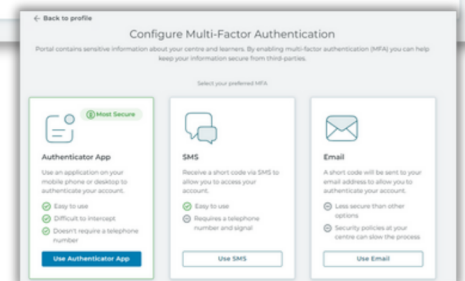 ← Back to profile
Configure Multi-Factor Authentication
Portal contains sensitive information about your centre and learners. By enabling multi-factor authentication (MFA) you can help
keep your information secure from third-parties.
Select your preferred MFA
Most Secure
Authenticator App
Use an application on your
mobile phone or desktop to
authenticate your account.
Easy to use
Difficult to intercept
Doesn't require a telephone
number
Use Authenticator App
SMS
Receive a short code via SMS to
allow you to access your
account.
Easy to use
Requires a telephone
number and signal
Use SMS
Email
A short code will be sent to your
email address to allow you to
authenticate your account.
Less secure than other
options
Security policies at your
centre can slow the process
Use Email